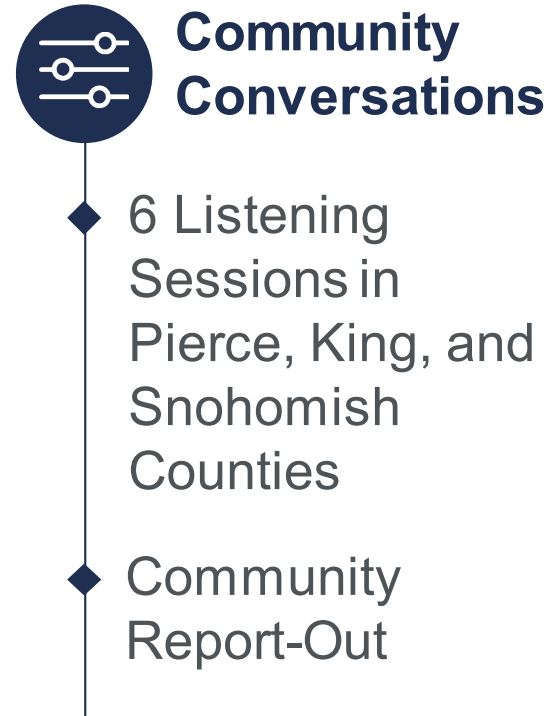 Community
Conversations
6 Listening
Sessions in
Pierce, King, and
Snohomish
Counties
Community
Report-Out